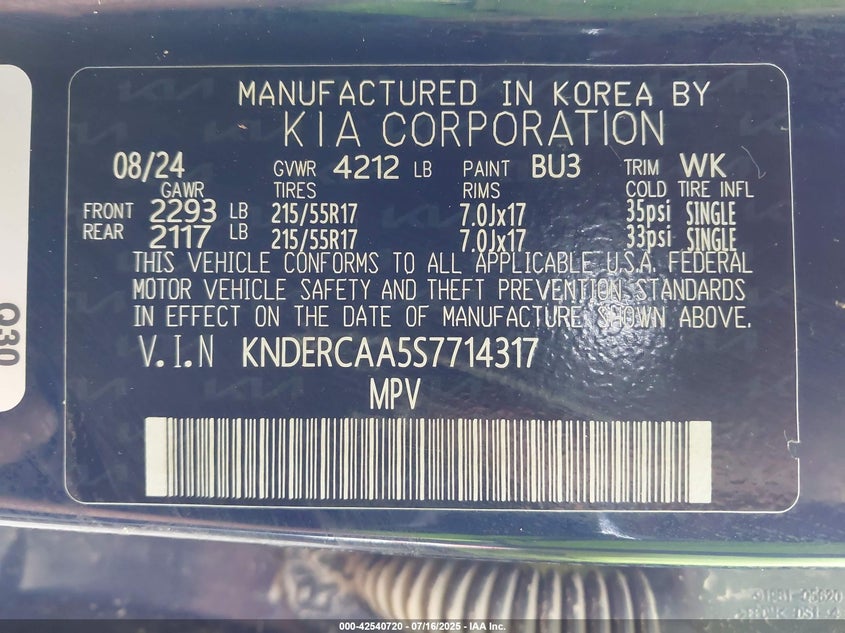 MANUFACTURED IN KOREA BY
KIA CORPORATION
08/24 GVWR 4212 LB PAINT BU3 TRIM WK
GAWR TIRES RIMS COLD TIRE INFL
FRONT 2293 LB 215/55R17 7.0Jx17 35psi SINGLE
REAR 2117 LB 215/55R17 7.0Jx17 33psi SINGLE
THIS VEHICLE CONFORMS TO ALL APPLICABLE U.S.A. FEDERAL
MOTOR VEHICLE SAFETY AND THEFT PREVENTION STANDARDS
IN EFFECT ON THE DATE OF MANUFACTURE SHOWN ABOVE.
V.I.N KNDERCAA5S7714317
MPV
Q30
000-42540720 - 07/16/2025 - IAA Inc.